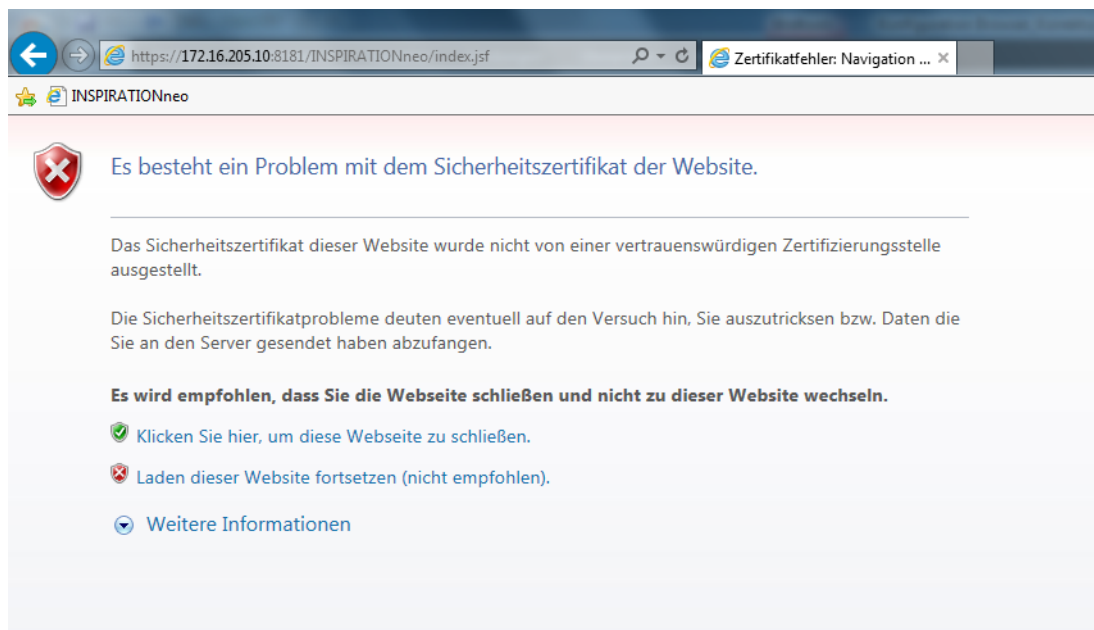 https://172.16.205.10:8181/INSPIRATIONneo/index.jsf
Zertifikatfehler: Navigation ...
INSPIRATIONneo
Es besteht ein Problem mit dem Sicherheitszertifikat der Website.
Das Sicherheitszertifikat dieser Website wurde nicht von einer vertrauenswürdigen Zertifizierungsstelle
ausgestellt.
Die Sicherheitszertifikatprobleme deuten eventuell auf den Versuch hin, Sie auszutricksen bzw. Daten die
Sie an den Server gesendet haben abzufangen.
Es wird empfohlen, dass Sie die Webseite schließen und nicht zu dieser Website wechseln.
Klicken Sie hier, um diese Webseite zu schließen.
Laden dieser Website fortsetzen (nicht empfohlen).
Weitere Informationen